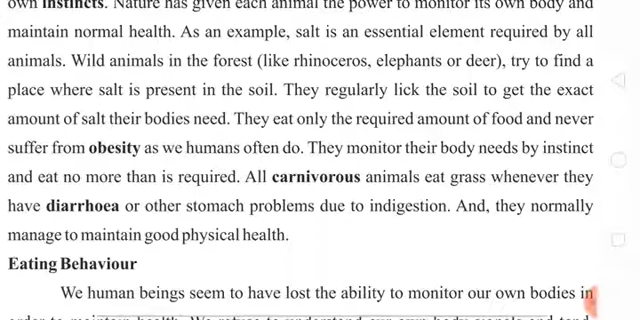 own instincts. Nature has given each animal the power to monitor its own body and
maintain normal health. As an example, salt is an essential element required by all
animals. Wild animals in the forest (like rhinoceros, elephants or deer), try to find a
place where salt is present in the soil. They regularly lick the soil to get the exact
amount of salt their bodies need. They eat only the required amount of food and never
suffer from obesity as we humans often do. They monitor their body needs by instinct
and eat no more than is required. All carnivorous animals eat grass whenever they
have diarrhoea or other stomach problems due to indigestion. And, they normally
manage to maintain good physical health.
Eating Behaviour
We human beings seem to have lost the ability to monitor our own bodies in